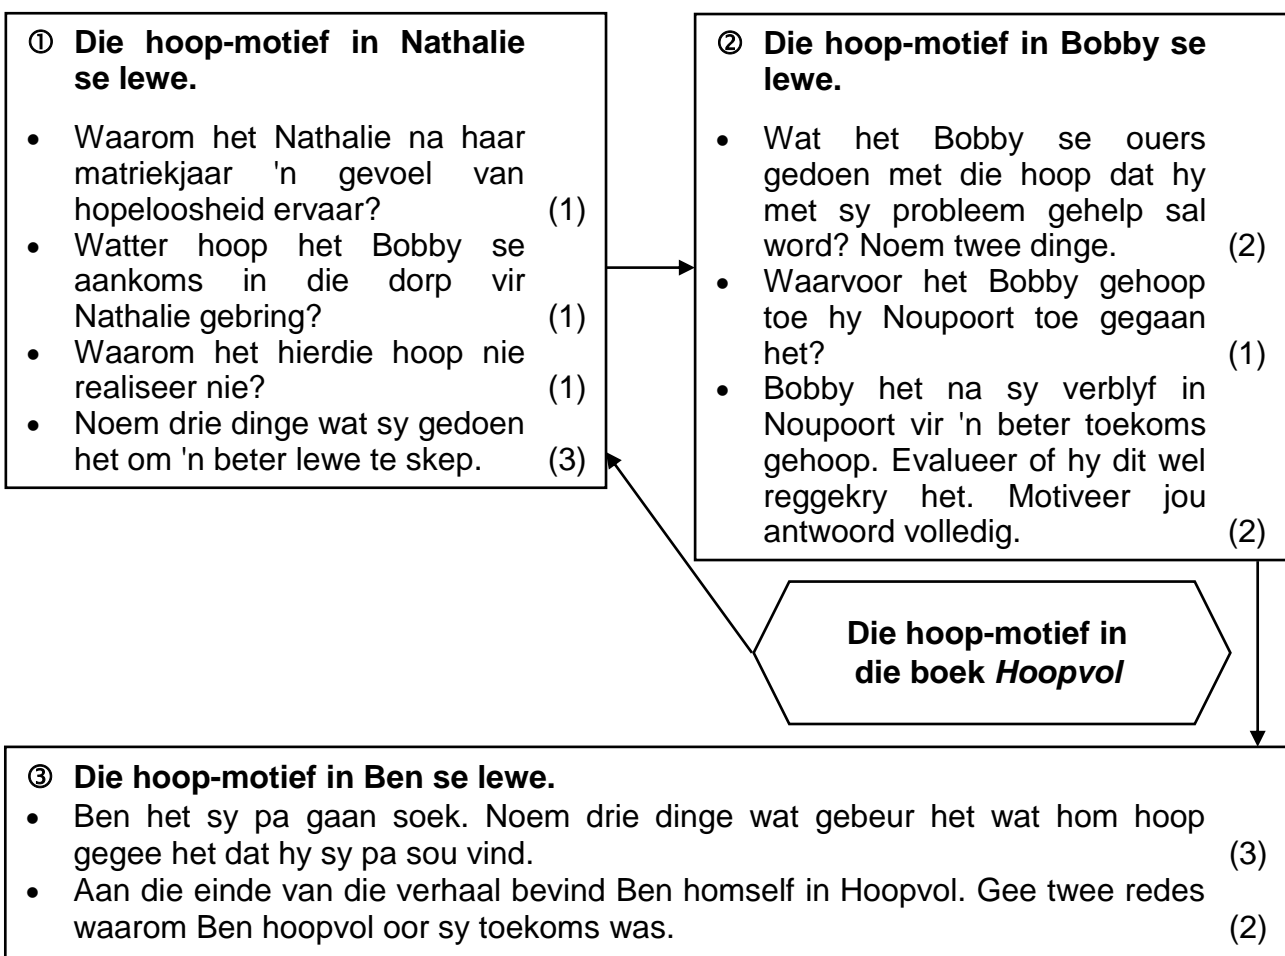 ① Die hoop-motief in Nathalie
se lewe.
• Waarom het Nathalie na haar
matriekjaar 'n gevoel van
hopeloosheid ervaar? (1)
• Watter hoop het Bobby se
aankoms in die dorp vir
Nathalie gebring? (1)
• Waarom het hierdie hoop nie
realiseer nie? (1)
• Noem drie dinge wat sy gedoen
het om 'n beter lewe te skep. (3)
② Die hoop-motief in Bobby se
lewe.
• Wat het Bobby se ouers
gedoen met die hoop dat hy
met sy probleem gehelp sal
word? Noem twee dinge. (2)
• Waarvoor het Bobby gehoop
toe hy Noupoort toe gegaan
het? (1)
• Bobby het na sy verblyf in
Noupoort vir 'n beter toekoms
gehoop. Evalueer of hy dit wel
reggekry het. Motiveer jou
antwoord volledig. (2)
Die hoop-motief in
die boek Hoopvol
③ Die hoop-motief in Ben se lewe.
• Ben het sy pa gaan soek. Noem drie dinge wat gebeur het wat hom hoop
gegee het dat hy sy pa sou vind. (3)
• Aan die einde van die verhaal bevind Ben homself in Hoopvol. Gee twee redes
waarom Ben hoopvol oor sy toekoms was. (2)